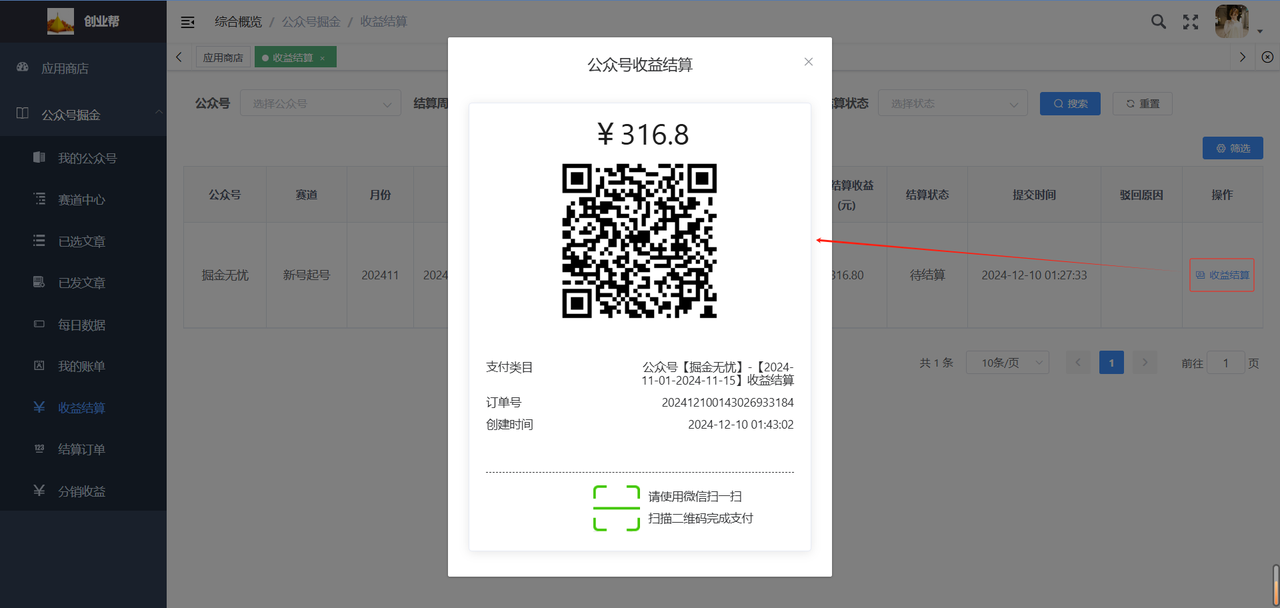 创业帮
综合概览 / 公众号掘金 / 收益结算
应用商店
收益结算 ×
应用商店
公众号掘金
我的公众号
赛道中心
已选文章
已发文章
每日数据
我的账单
收益结算
结算订单
分销收益
公众号 选择公众号
结算周
算状态 选择状态
搜索
重置
筛选
公众号 赛道 月份
结算收益
(元)
结算状态 提交时间 驳回原因 操作
掘金无忧 新号起号 202411 2024
316.80 待结算 2024-12-10 01:27:33 收益结算
共 1 条 10条/页 1 前往 1 页
公众号收益结算
¥ 316.8
支付类目 公众号【掘金无忧】-【2024-
11-01-2024-11-15】收益结算
订单号 202412100143026933184
创建时间 2024-12-10 01:43:02
请使用微信扫一扫
扫描二维码完成支付